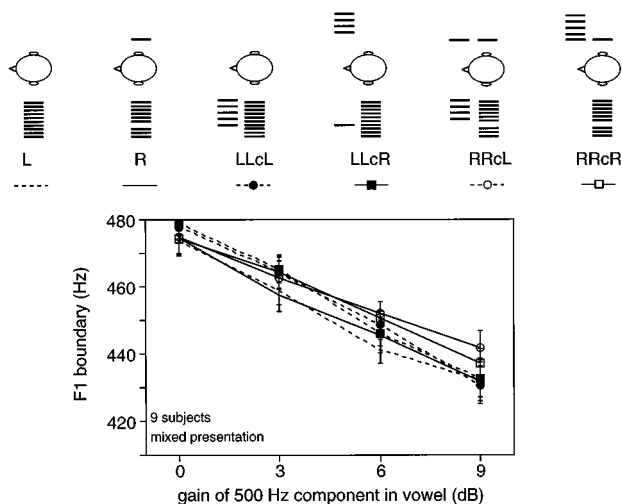 L R LLcL LLcR RRcL RRcR
480
460
440
420
F1 boundary (Hz)
9 subjects
mixed presentation
0 3 6 9
gain of 500 Hz component in vowel (dB)